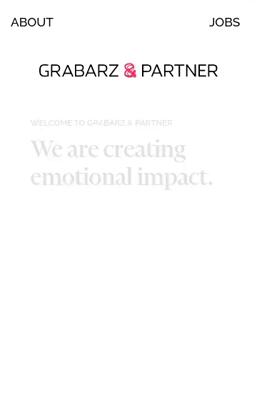 ABOUT JOBS
GRABARZ & PARTNER
WELCOME TO GRABARZ & PARTNER
We are creating
emotional impact.